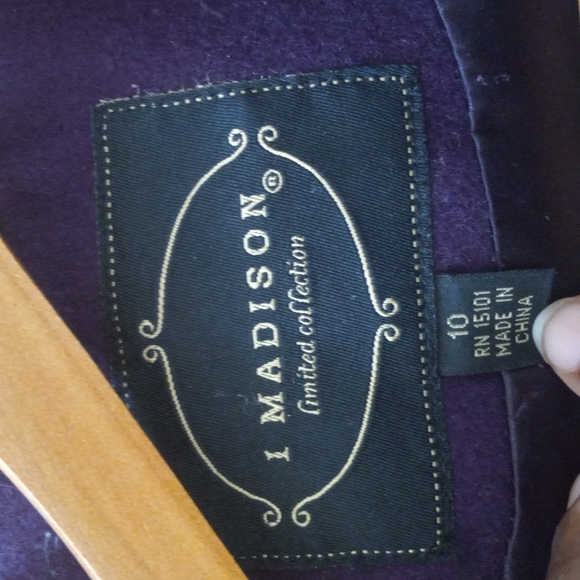 I MADISON®
limited collection
10
RN 15101
MADE IN
CHINA